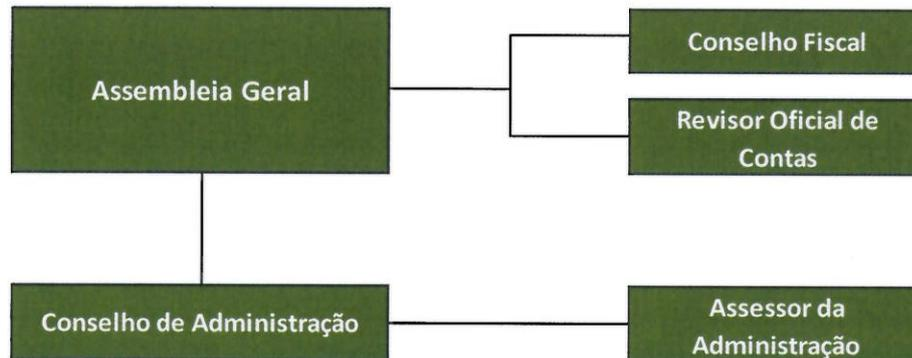 Assembleia Geral
Conselho Fiscal
Revisor Oficial de
Contas
Conselho de Administração
Assessor da
Administração